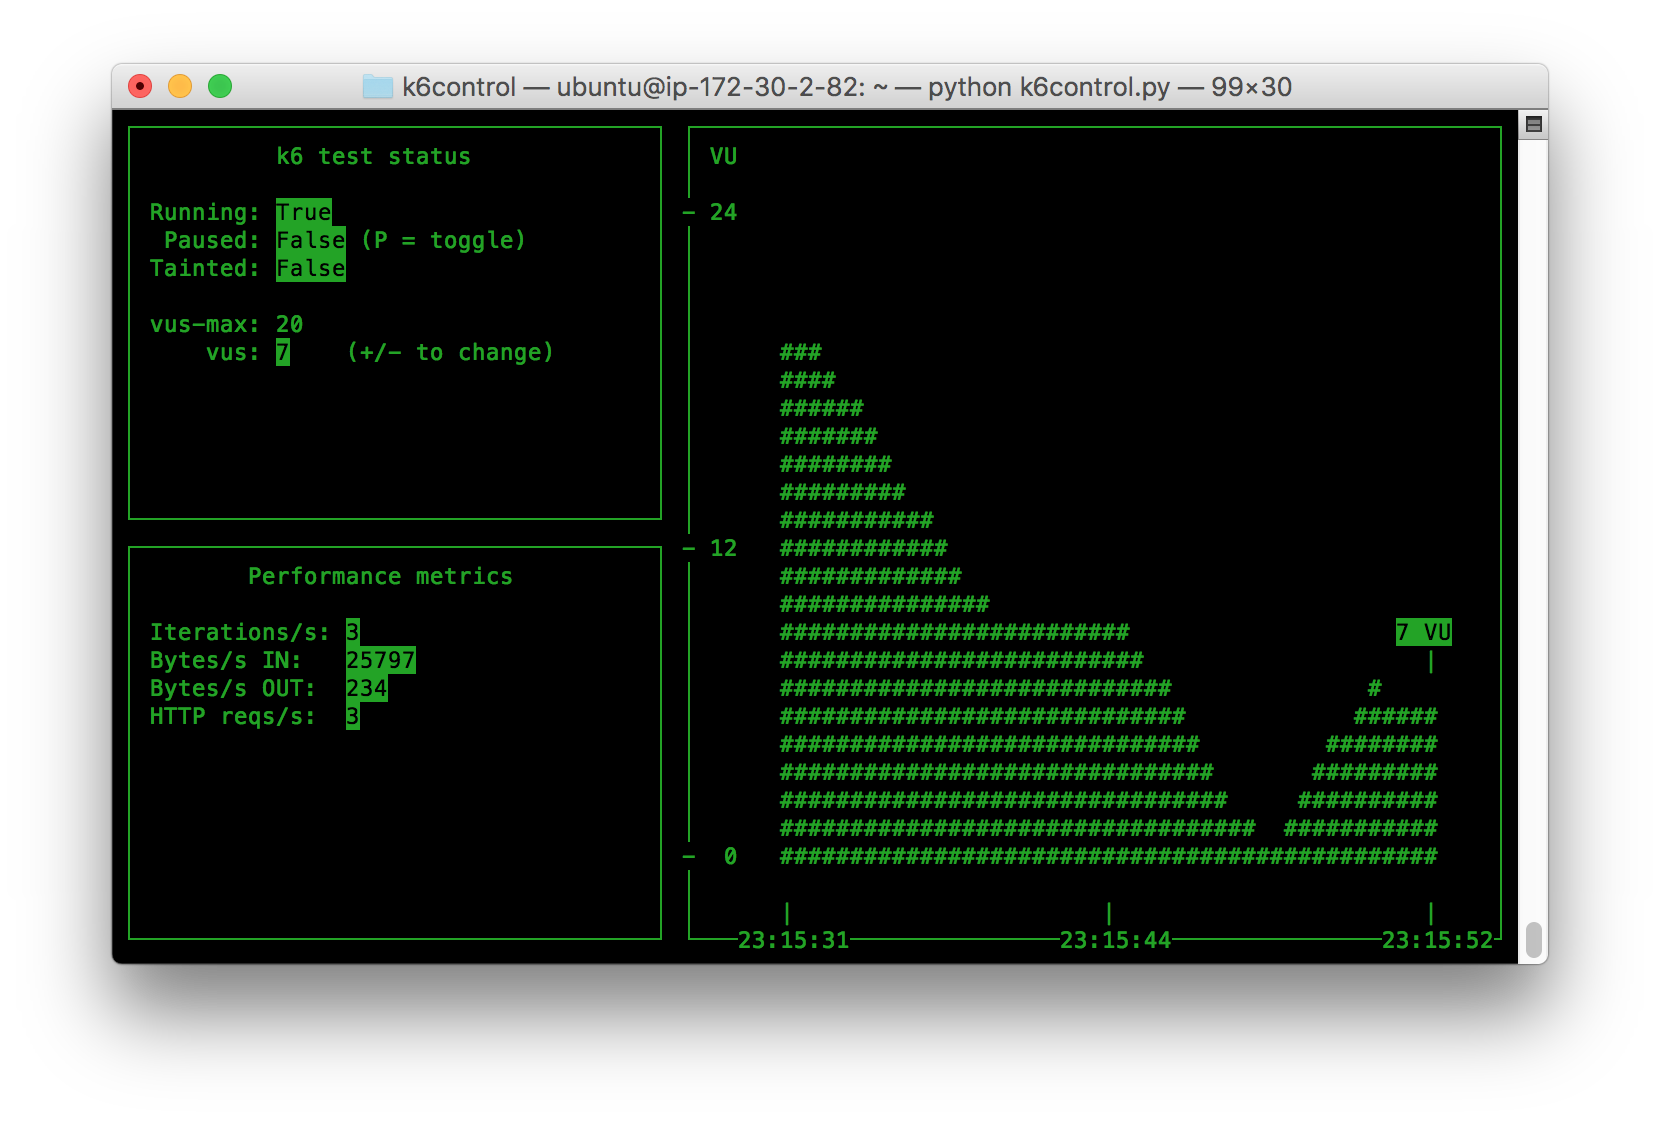 k6control — ubuntu@ip-172-30-2-82: ~ — python k6control.py — 99×30
k6 test status
Running: True
Paused: False (P = toggle)
Tainted: False
vus-max: 20
vus: 7 (+/- to change)
Performance metrics
Iterations/s: 3
Bytes/s IN: 25797
Bytes/s OUT: 234
HTTP reqs/s: 3
VU
- 24
###
####
######
#######
########
#########
###########
- 12 ############
#############
###############
######################### 7 VU
########################## |
############################ #
############################# ######
############################## ########
############################### #########
################################ ##########
################################## ###########
- 0 ###############################################
| | |
23:15:31 23:15:44 23:15:52